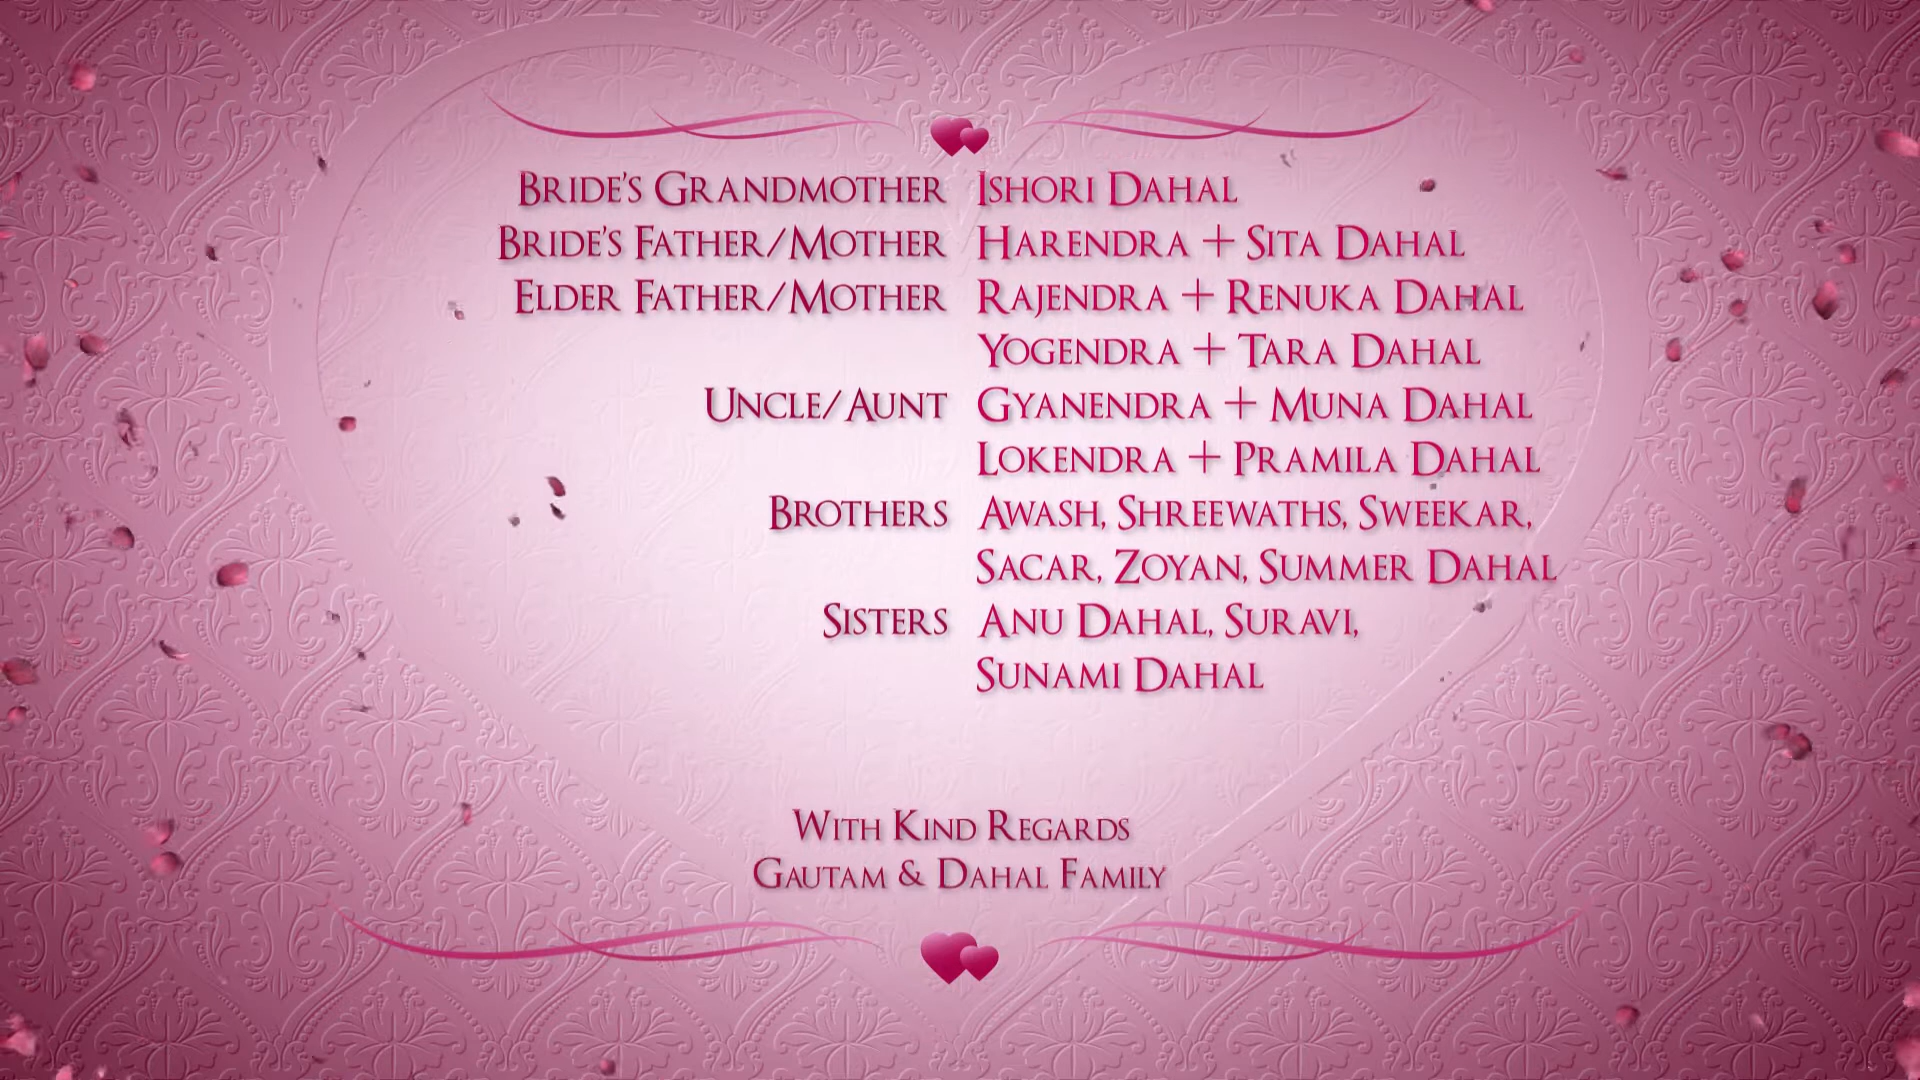 Bride's Grandmother Ishori Dahal
Bride's Father/Mother Harendra + Sita Dahal
Elder Father/Mother Rajendra + Renuka Dahal
Yogendra + Tara Dahal
Uncle/Aunt Gyanendra + Muna Dahal
Lokendra + Pramila Dahal
Brothers Awash, Shreewaths, Sweekar,
Sacar, Zoyan, Summer Dahal
Sisters Anu Dahal, Suravi,
Sunami Dahal
With Kind Regards
Gautam & Dahal Family